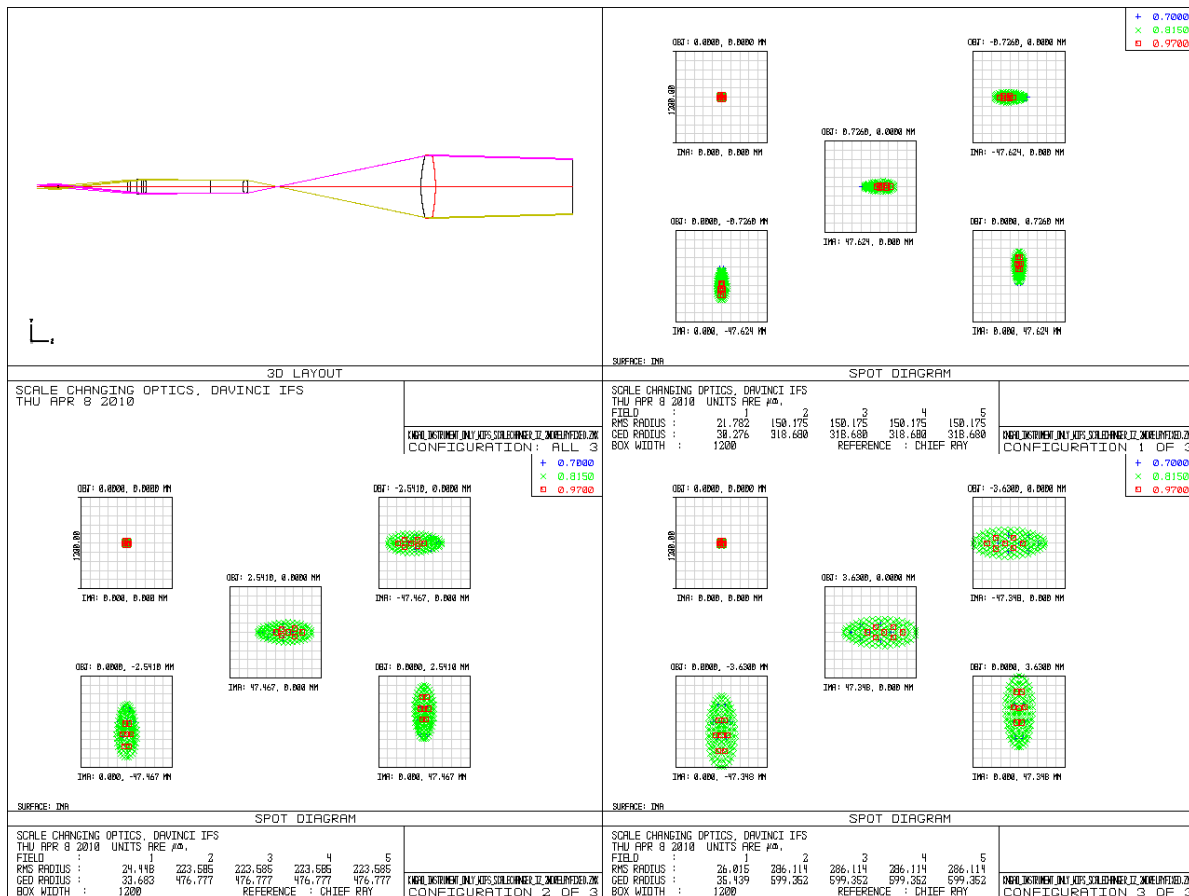 + 0.7000
× 0.8150
0.9700
OBJ: 0.0000, 0.0000 MM
OBJ: -0.7260, 0.0000 MM
1200.00
OBJ: 0.7260, 0.0000 MM
IMA: 0.000, 0.000 MM
IMA: -47.624, 0.000 MM
OBJ: 0.0000, -0.7260 MM
OBJ: 0.0000, 0.7260 MM
IMA: 47.624, 0.000 MM
IMA: 0.000, -47.624 MM
IMA: 0.000, 47.624 MM
Y
Z
SURFACE: IMA
3D LAYOUT
SPOT DIAGRAM
SCALE CHANGING OPTICS, DAVINCI IFS
THU APR 8 2010
CONFIGURATION: ALL 3
SCALE CHANGING OPTICS, DAVINCI IFS
THU APR 8 2010 UNITS ARE µm.
FIELD : 1 2 3 4 5
RMS RADIUS : 21.782 150.175 150.175 150.175 150.175
GEO RADIUS : 30.276 318.680 318.680 318.680 318.680
BOX WIDTH : 1200 REFERENCE : CHIEF RAY
CONFIGURATION 1 OF 3
+ 0.7000
× 0.8150
0.9700
OBJ: 0.0000, 0.0000 MM
OBJ: -2.5410, 0.0000 MM
1200.00
OBJ: 2.5410, 0.0000 MM
IMA: 0.000, 0.000 MM
IMA: -47.467, 0.000 MM
OBJ: 0.0000, -2.5410 MM
OBJ: 0.0000, 2.5410 MM
IMA: 47.467, 0.000 MM
IMA: 0.000, -47.467 MM
IMA: 0.000, 47.467 MM
SURFACE: IMA
SPOT DIAGRAM
SCALE CHANGING OPTICS, DAVINCI IFS
THU APR 8 2010 UNITS ARE µm.
FIELD : 1 2 3 4 5
RMS RADIUS : 24.448 223.585 223.585 223.585 223.585
GEO RADIUS : 33.683 476.777 476.777 476.777 476.777
BOX WIDTH : 1200 REFERENCE : CHIEF RAY
CONFIGURATION 2 OF 3
+ 0.7000
× 0.8150
0.9700
OBJ: 0.0000, 0.0000 MM
OBJ: -3.6300, 0.0000 MM
1200.00
OBJ: 3.6300, 0.0000 MM
IMA: 0.000, 0.000 MM
IMA: -47.348, 0.000 MM
OBJ: 0.0000, -3.6300 MM
OBJ: 0.0000, 3.6300 MM
IMA: 47.348, 0.000 MM
IMA: 0.000, -47.348 MM
IMA: 0.000, 47.348 MM
SURFACE: IMA
SPOT DIAGRAM
SCALE CHANGING OPTICS, DAVINCI IFS
THU APR 8 2010 UNITS ARE µm.
FIELD : 1 2 3 4 5
RMS RADIUS : 26.015 286.114 286.114 286.114 286.114
GEO RADIUS : 35.439 599.352 599.352 599.352 599.352
BOX WIDTH : 1200 REFERENCE : CHIEF RAY
CONFIGURATION 3 OF 3